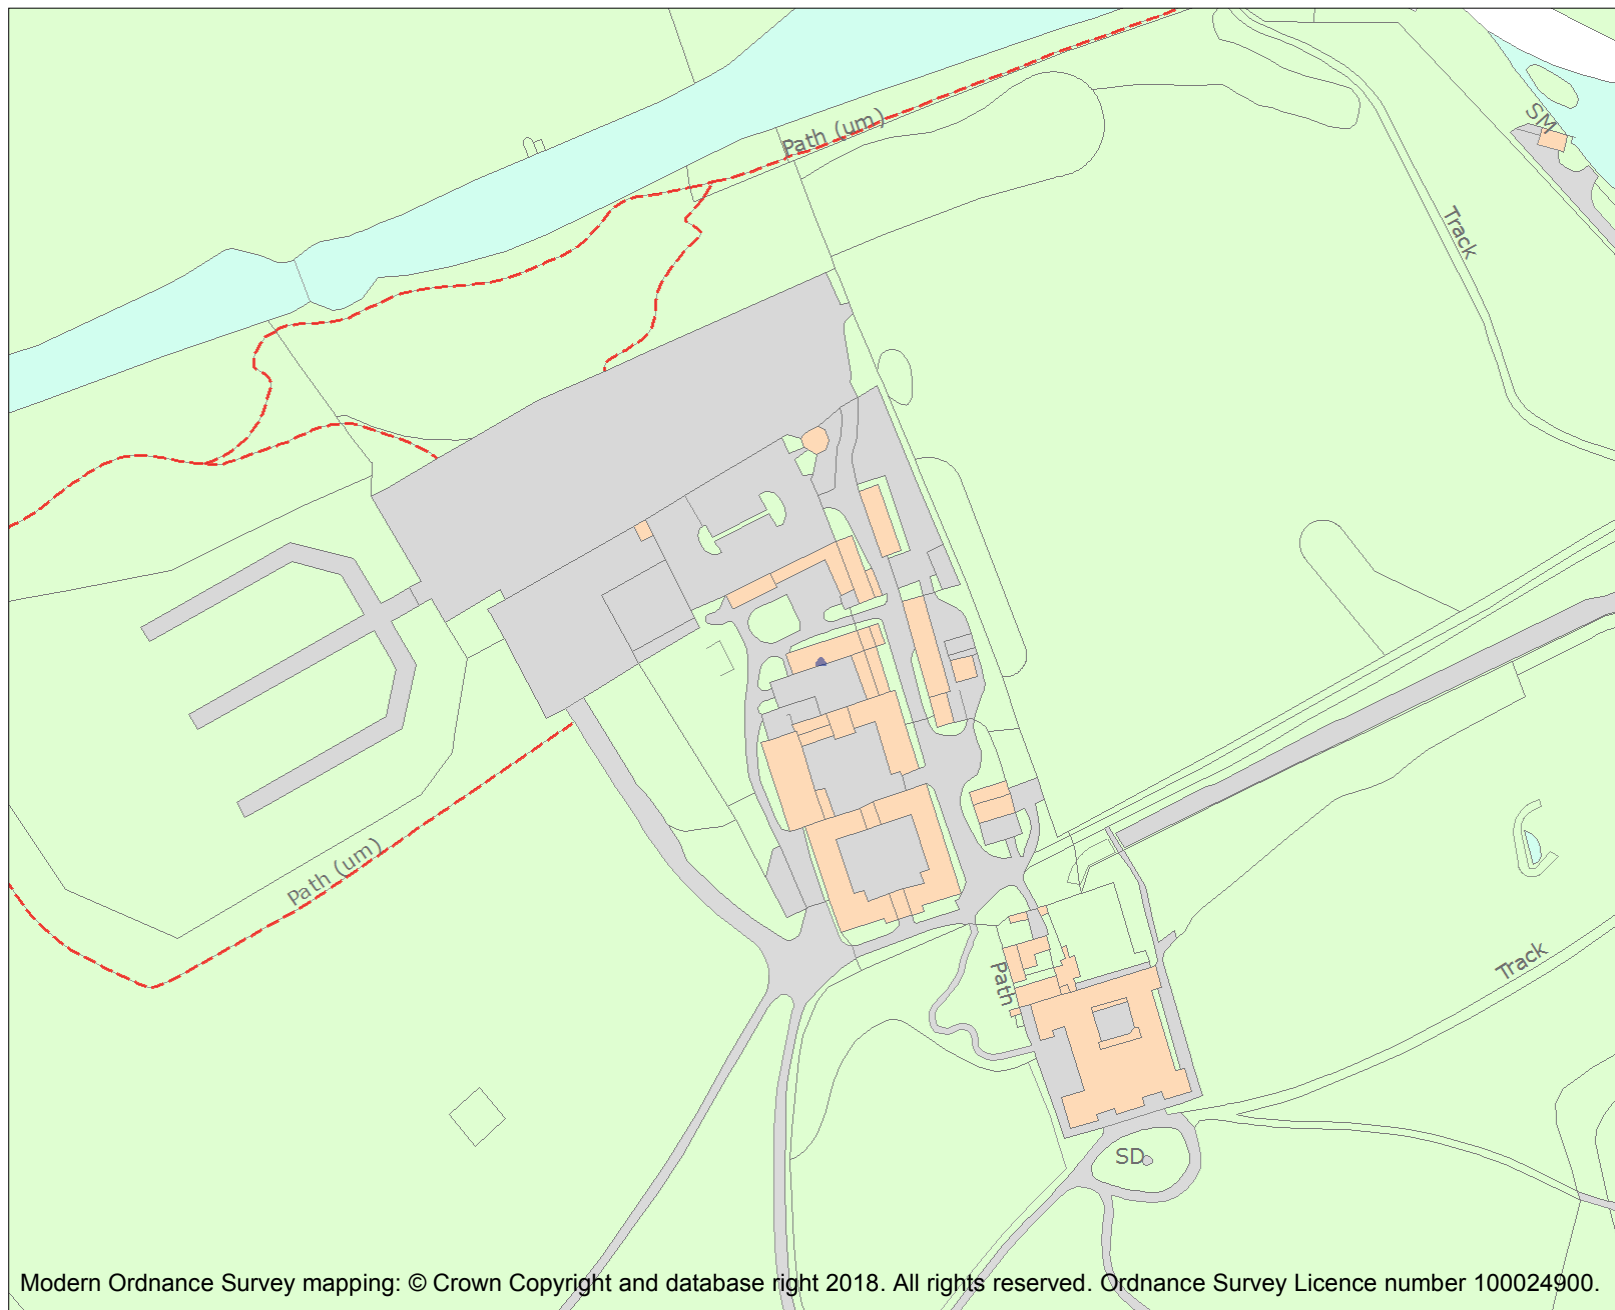 Path (um)
SM
Track
Path (um)
Track
Path
SD
Modern Ordnance Survey mapping: © Crown Copyright and database right 2018. All rights reserved. Ordnance Survey Licence number 100024900.